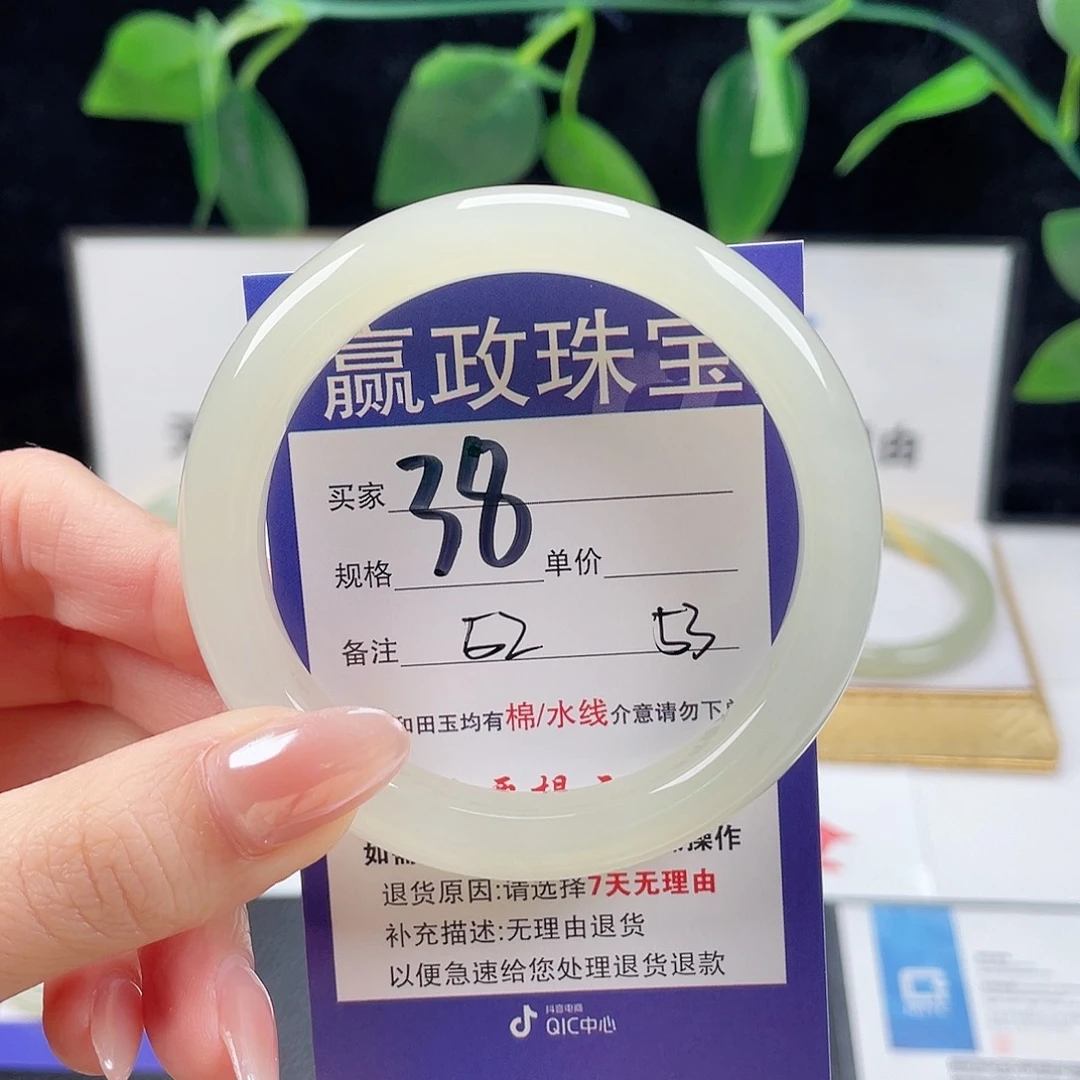 赢政珠宝
买家 38
规格 单价
备注 52 53
和田玉均有棉/水线介意请勿下
操作
退货原因:请选择7天无理由
补充描述:无理由退货
以便急速给您处理退货退款
抖音电商
QIC中心
由